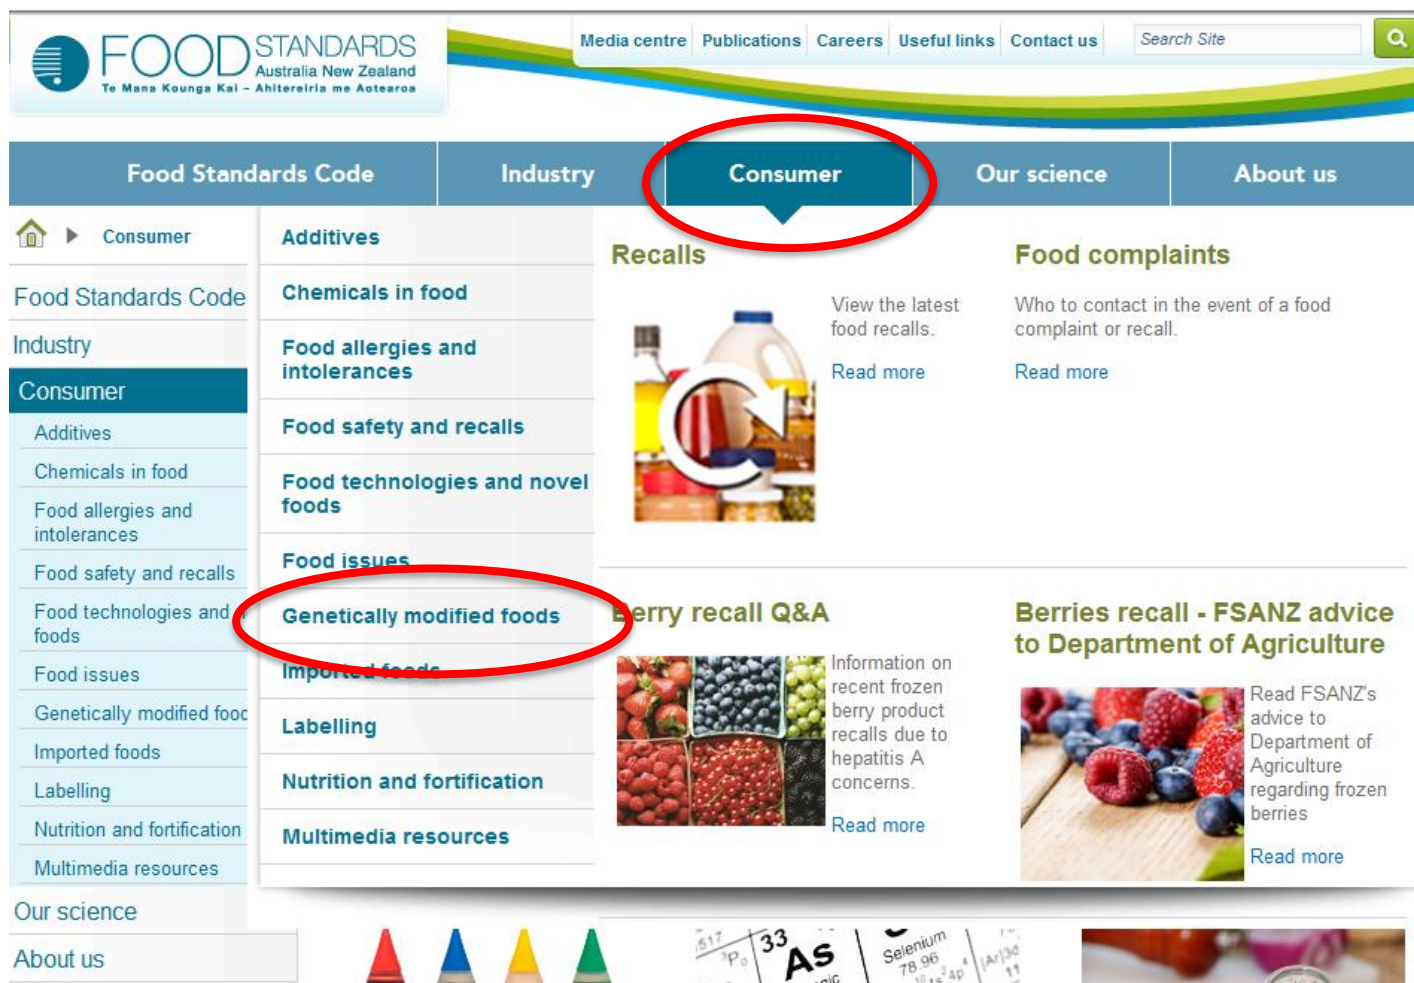 FOOD STANDARDS
Australia New Zealand
Te Mana Kounga Kai - Ahitereiria me Aotearoa
Media centre Publications Careers Useful links Contact us Search Site
Food Standards Code Industry Consumer Our science About us
Consumer
Food Standards Code
Industry
Consumer
Additives
Chemicals in food
Food allergies and
intolerances
Food safety and recalls
Food technologies and
foods
Food issues
Genetically modified food
Imported foods
Labelling
Nutrition and fortification
Multimedia resources
Our science
About us
Additives
Chemicals in food
Food allergies and
intolerances
Food safety and recalls
Food technologies and novel
foods
Food issues
Genetically modified foods
Imported foods
Labelling
Nutrition and fortification
Multimedia resources
Recalls
View the latest
food recalls.
Read more
Food complaints
Who to contact in the event of a food
complaint or recall.
Read more
Berry recall Q&A
Information on
recent frozen
berry product
recalls due to
hepatitis A
concerns.
Read more
Berries recall - FSANZ advice
to Department of Agriculture
Read FSANZ's
advice to
Department of
Agriculture
regarding frozen
berries
Read more
33
As
Selenium
78.96